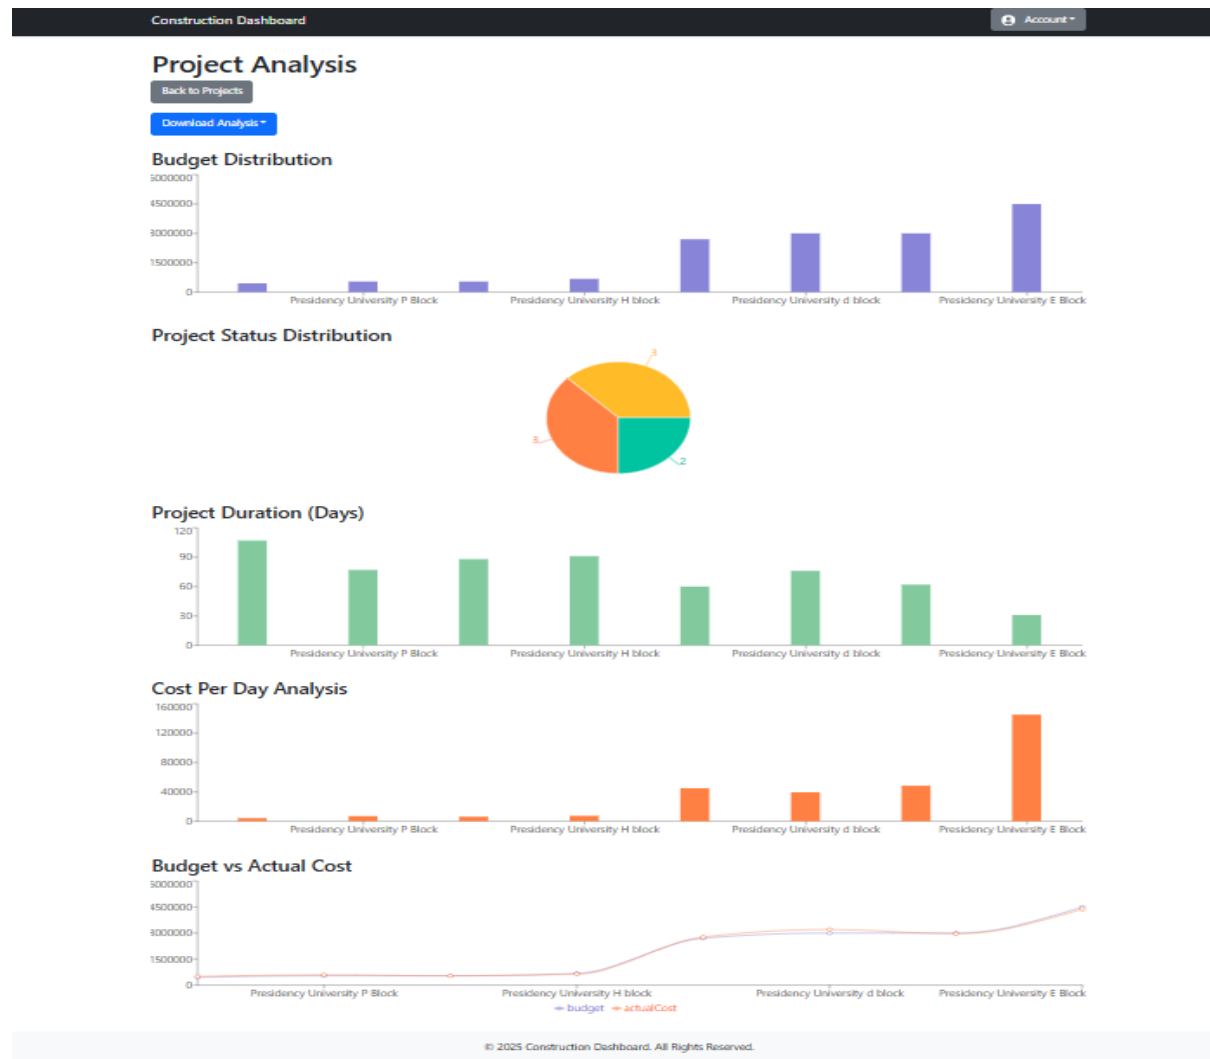 Construction Dashboard
Account
Project Analysis
Back to Projects
Download Analysis
Budget Distribution
6000000
4500000
3000000
1500000
0
Presidency University P Block Presidency University H block Presidency University d block Presidency University E Block
Project Status Distribution
3
3
2
Project Duration (Days)
120
90
60
30
0
Presidency University P Block Presidency University H block Presidency University d block Presidency University E Block
Cost Per Day Analysis
160000
120000
80000
40000
0
Presidency University P Block Presidency University H block Presidency University d block Presidency University E Block
Budget vs Actual Cost
6000000
4500000
3000000
1500000
0
Presidency University P Block Presidency University H block Presidency University d block Presidency University E Block
budget actualCost
© 2025 Construction Dashboard. All Rights Reserved.